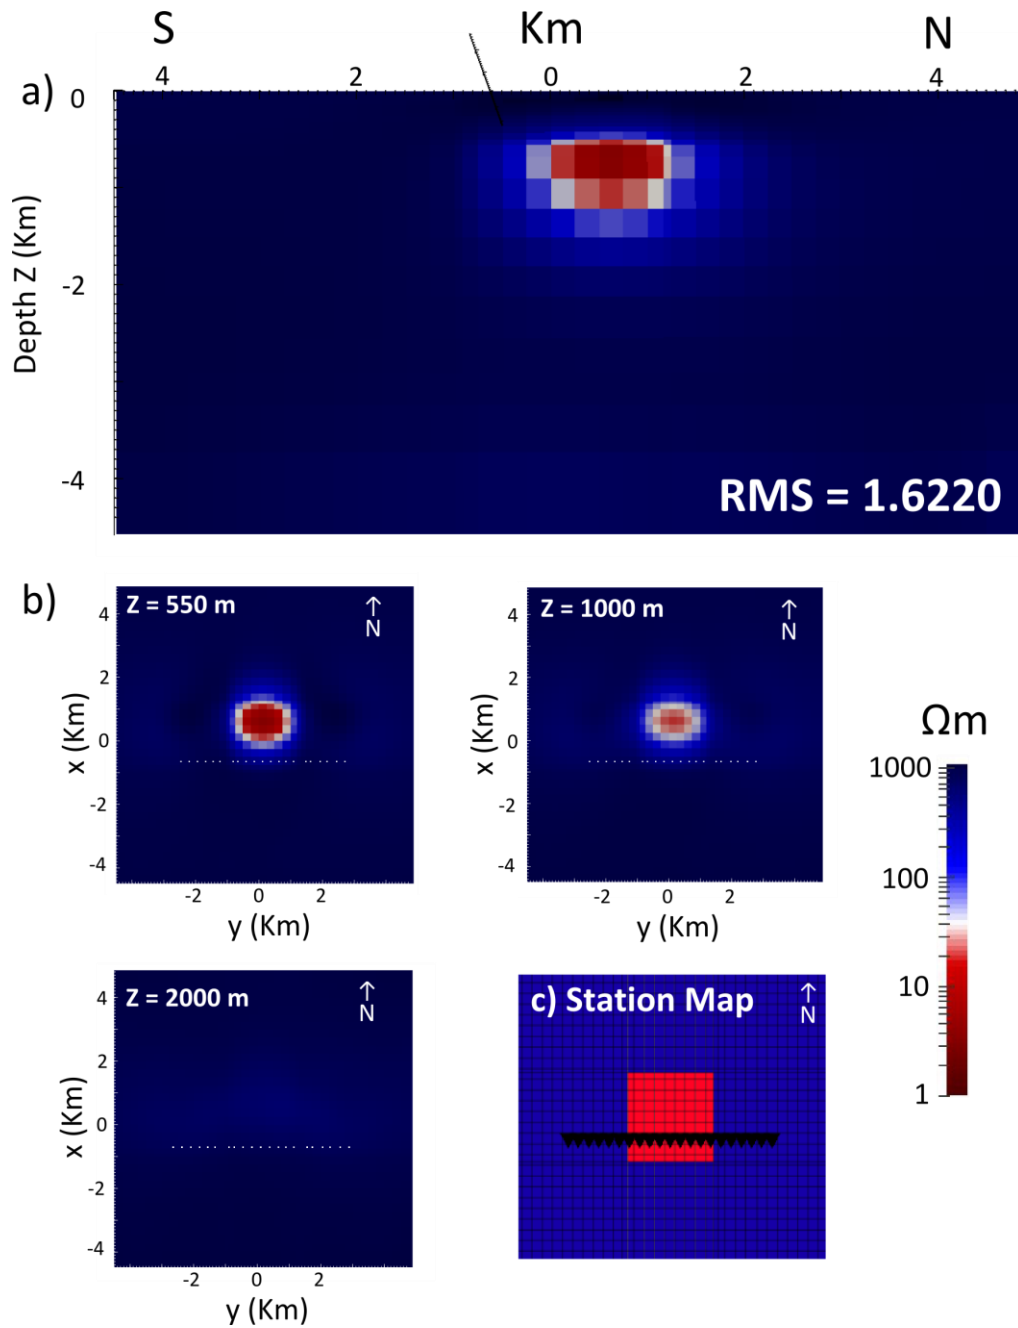 S Km N
4 2 0 2 4
a)
0
-2
-4
Depth Z (Km)
RMS = 1.6220
b)
Z = 550 m
N
4
2
0
-2
-4
x (Km)
-2 0 2
y (Km)
Z = 1000 m
N
4
2
0
-2
-4
x (Km)
-2 0 2
y (Km)
Ωm
1000
100
10
1
Z = 2000 m
N
4
2
0
-2
-4
x (Km)
-2 0 2
y (Km)
c) Station Map
N